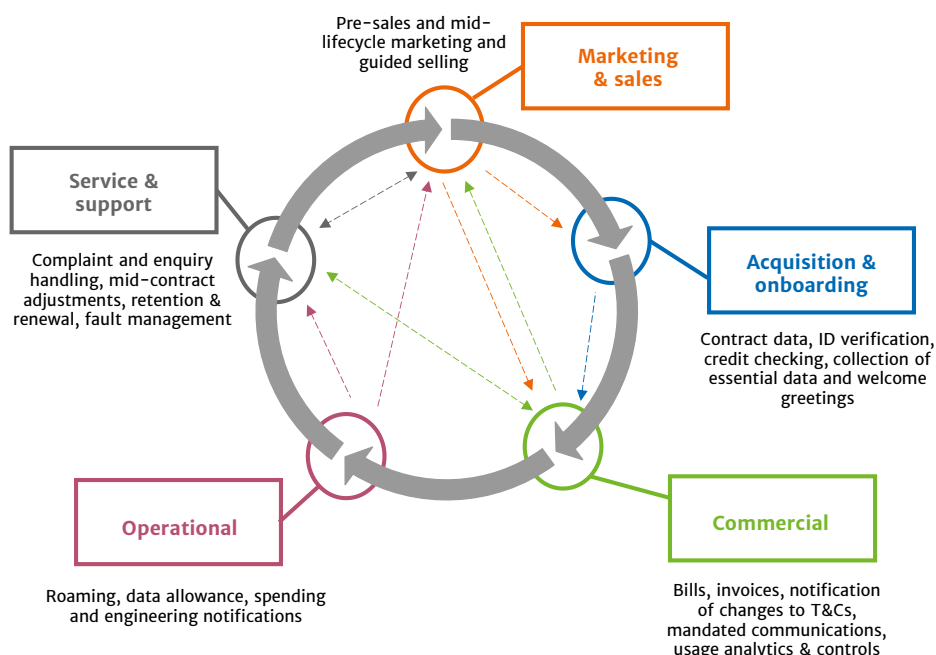 Pre-sales and mid-
lifecycle marketing and
guided selling
Marketing
& sales
Service &
support
Complaint and enquiry
handling, mid-contract
adjustments, retention &
renewal, fault management
Acquisition &
onboarding
Contract data, ID verification,
credit checking, collection of
essential data and welcome
greetings
Operational
Roaming, data allowance, spending
and engineering notifications
Commercial
Bills, invoices, notification
of changes to T&Cs,
mandated communications,
usage analytics & controls